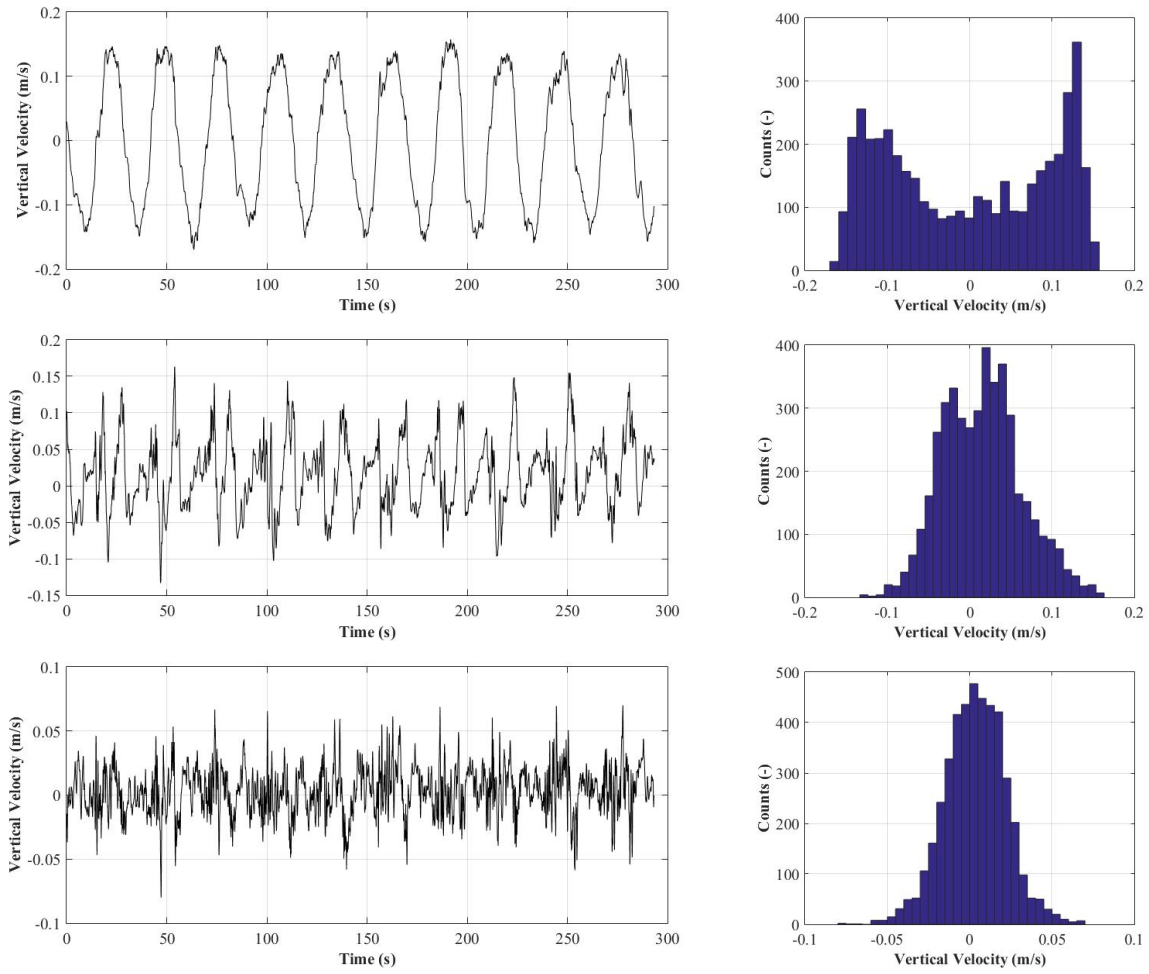 0.2
0.1
0
-0.1
-0.2
Vertical Velocity (m/s)
0 50 100 150 200 250 300
Time (s)
400
300
200
100
0
Counts (-)
-0.2 -0.1 0 0.1 0.2
Vertical Velocity (m/s)
0.2
0.15
0.1
0.05
0
-0.05
-0.1
-0.15
Vertical Velocity (m/s)
0 50 100 150 200 250 300
Time (s)
400
300
200
100
0
Counts (-)
-0.2 -0.1 0 0.1 0.2
Vertical Velocity (m/s)
0.1
0.05
0
-0.05
-0.1
Vertical Velocity (m/s)
0 50 100 150 200 250 300
Time (s)
500
400
300
200
100
0
Counts (-)
-0.1 -0.05 0 0.05 0.1
Vertical Velocity (m/s)